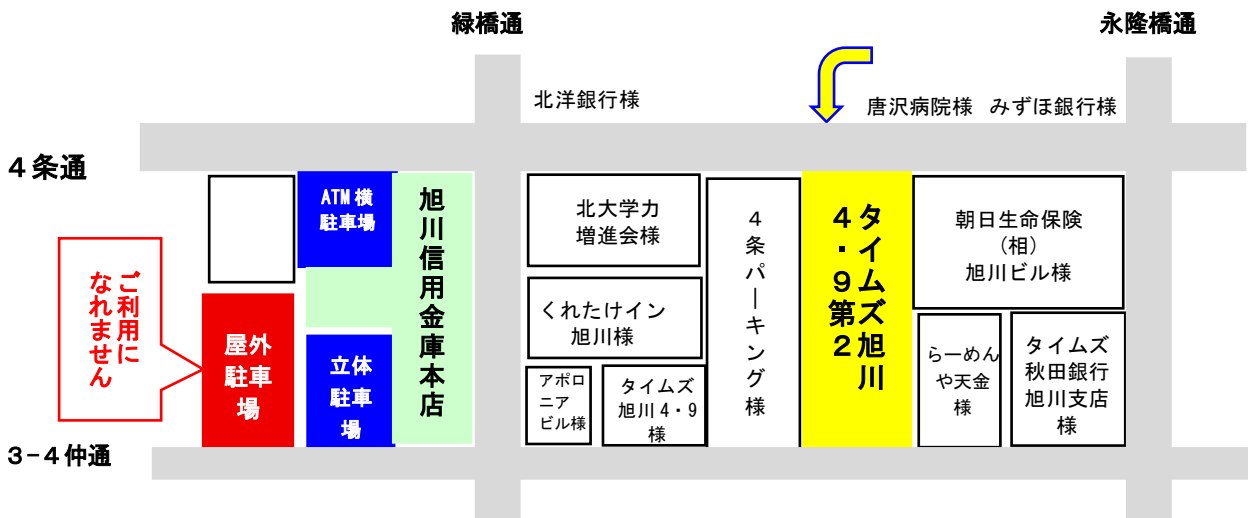 緑橋通
永隆橋通
北洋銀行様
唐沢病院様 みずほ銀行様
４条通
ATM横
駐車場
旭川信用金庫本店
北大学力
増進会様
４条パーキング様
タイムズ旭川
４・９第２
朝日生命保険
（相）
旭川ビル様
ご利用に
なれません
屋外
駐車
場
立体
駐車
場
くれたけイン
旭川様
アポロ
ニア
ビル様
タイムズ
旭川４・９
様
らーめん
や天金
様
タイムズ
秋田銀行
旭川支店
様
３−４仲通